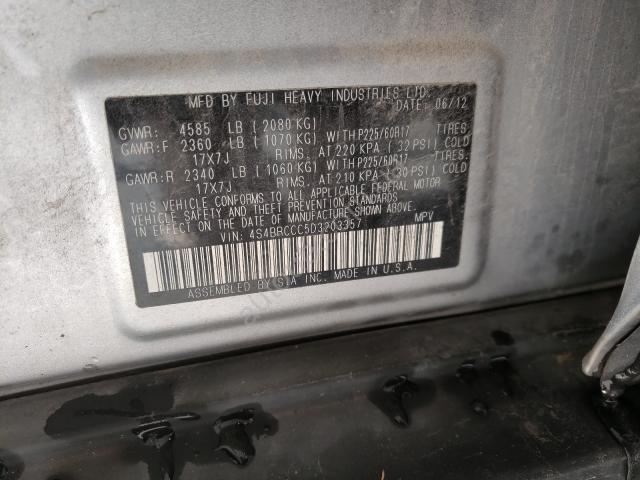 MFD BY FUJI HEAVY INDUSTRIES LTD.
DATE: 06/12
GVWR: 4585 LB ( 2080 KG)
GAWR:F 2360 LB ( 1070 KG) WITH P225/60R17 TIRES.
17X7J RIMS, AT 220 KPA ( 32 PSI) COLD
GAWR:R 2340 LB ( 1060 KG) WITH P225/60R17 TIRES.
17X7J RIMS, AT 210 KPA ( 30 PSI) COLD
THIS VEHICLE CONFORMS TO ALL APPLICABLE FEDERAL MOTOR
VEHICLE SAFETY AND THEFT PREVENTION STANDARDS IN EFFECT
ON THE DATE OF MANUFACTURE SHOWN ABOVE.
VIN: 4S4BRCCC5D3203357 MPV
ASSEMBLED BY SIA INC. MADE IN U.S.A.